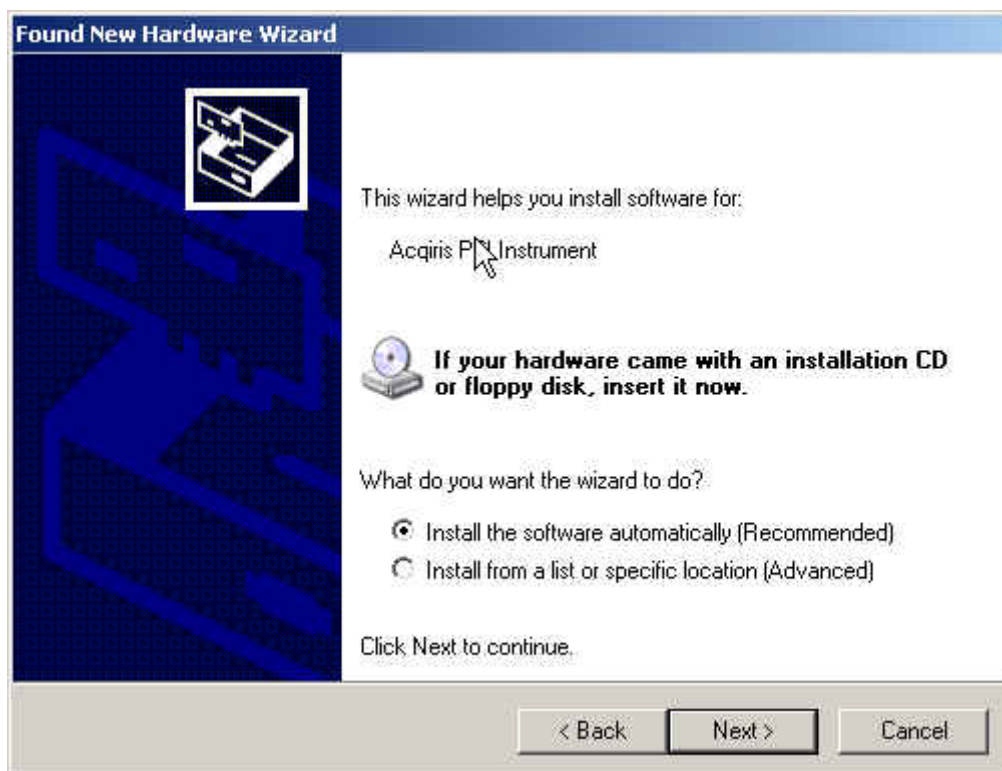 Found New Hardware Wizard
This wizard helps you install software for:
Acqiris Instrument
If your hardware came with an installation CD
or floppy disk, insert it now.
What do you want the wizard to do?
Install the software automatically (Recommended)
Install from a list or specific location (Advanced)
Click Next to continue.
< Back
Next >
Cancel